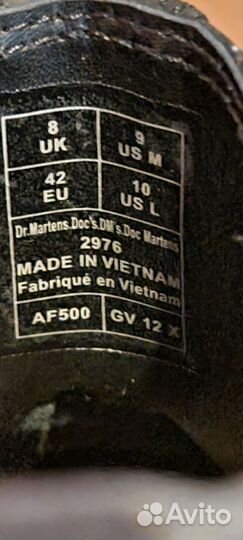 8 UK 9 US M
42 EU 10 US L
Dr.Martens.Doc's.DM's.Doc Martens
2976
MADE IN VIETNAM
Fabriqué en Vietnam
AF500 GV 12 X
Avito